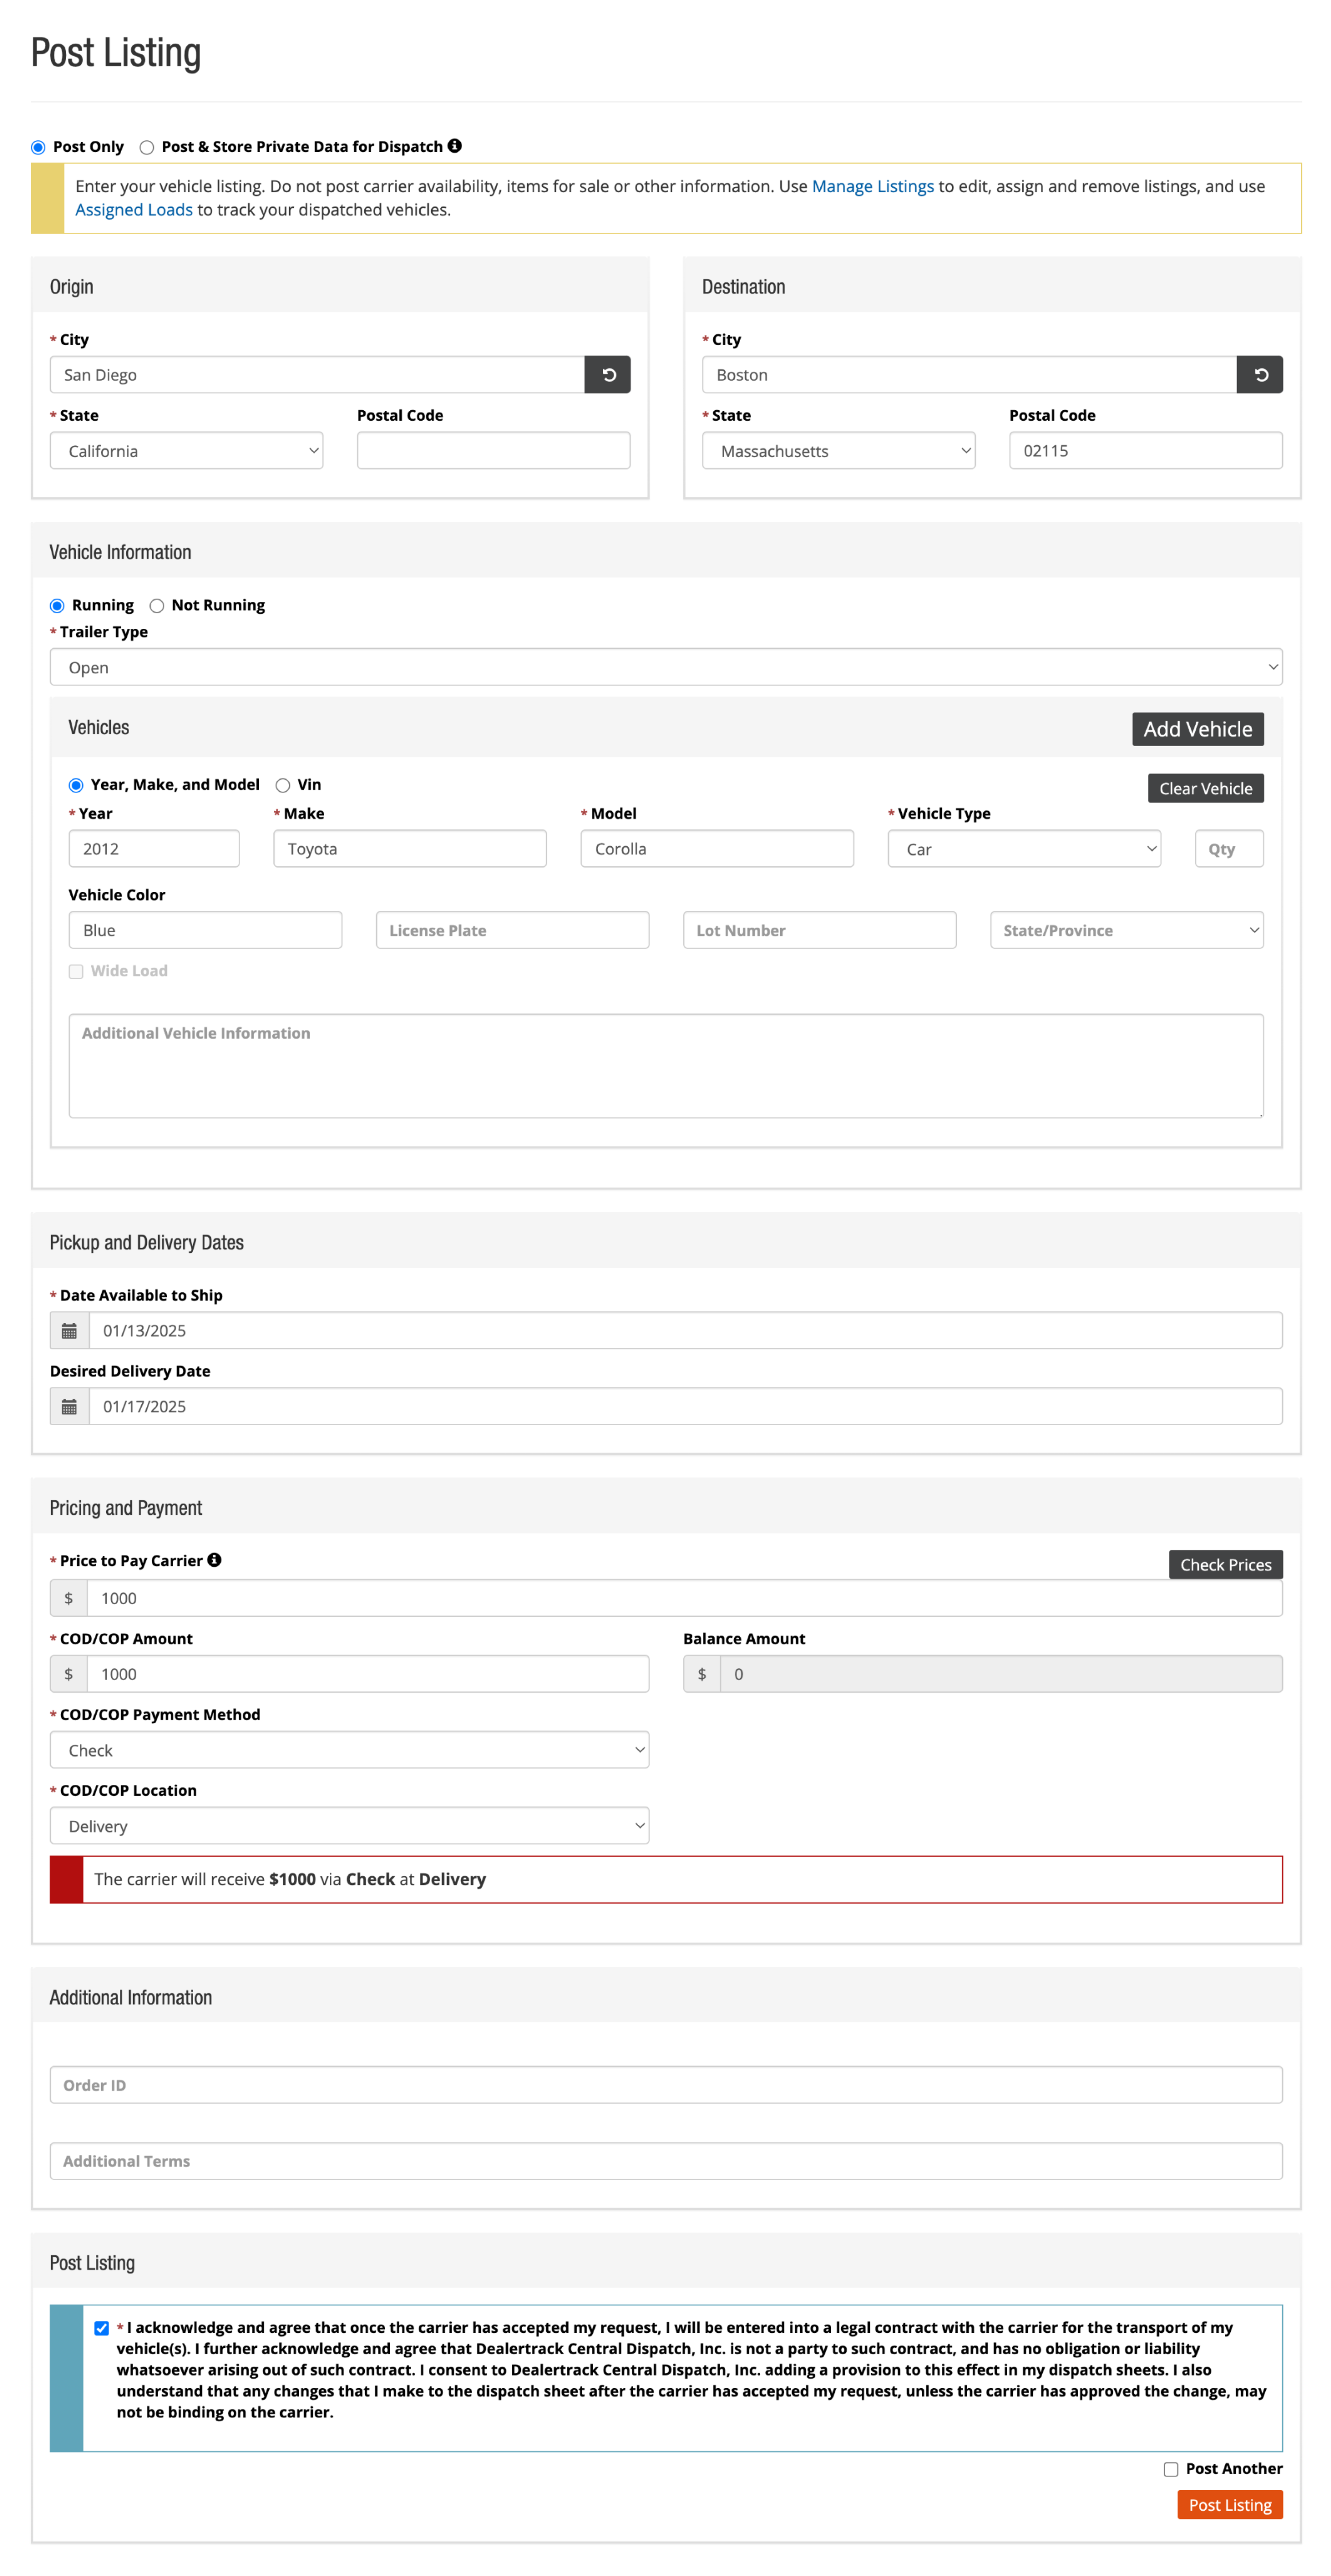 Post Listing
Post Only Post & Store Private Data for Dispatch
Enter your vehicle listing. Do not post carrier availability, items for sale or other information. Use Manage Listings to edit, assign and remove listings, and use
Assigned Loads to track your dispatched vehicles.
Origin
* City
San Diego
* State Postal Code
California
Destination
* City
Boston
* State Postal Code
Massachusetts 02115
Vehicle Information
Running Not Running
* Trailer Type
Open
Vehicles Add Vehicle
Year, Make, and Model Vin Clear Vehicle
* Year * Make * Model * Vehicle Type
2012 Toyota Corolla Car Qty
Vehicle Color
Blue License Plate Lot Number State/Province
Wide Load
Additional Vehicle Information
Pickup and Delivery Dates
* Date Available to Ship
01/13/2025
Desired Delivery Date
01/17/2025
Pricing and Payment
* Price to Pay Carrier Check Prices
$ 1000
* COD/COP Amount Balance Amount
$ 1000 $ 0
* COD/COP Payment Method
Check
* COD/COP Location
Delivery
The carrier will receive $1000 via Check at Delivery
Additional Information
Order ID
Additional Terms
Post Listing
* I acknowledge and agree that once the carrier has accepted my request, I will be entered into a legal contract with the carrier for the transport of my
vehicle(s). I further acknowledge and agree that Dealertrack Central Dispatch, Inc. is not a party to such contract, and has no obligation or liability
whatsoever arising out of such contract. I consent to Dealertrack Central Dispatch, Inc. adding a provision to this effect in my dispatch sheets. I also
understand that any changes that I make to the dispatch sheet after the carrier has accepted my request, unless the carrier has approved the change, may
not be binding on the carrier.
Post Another
Post Listing